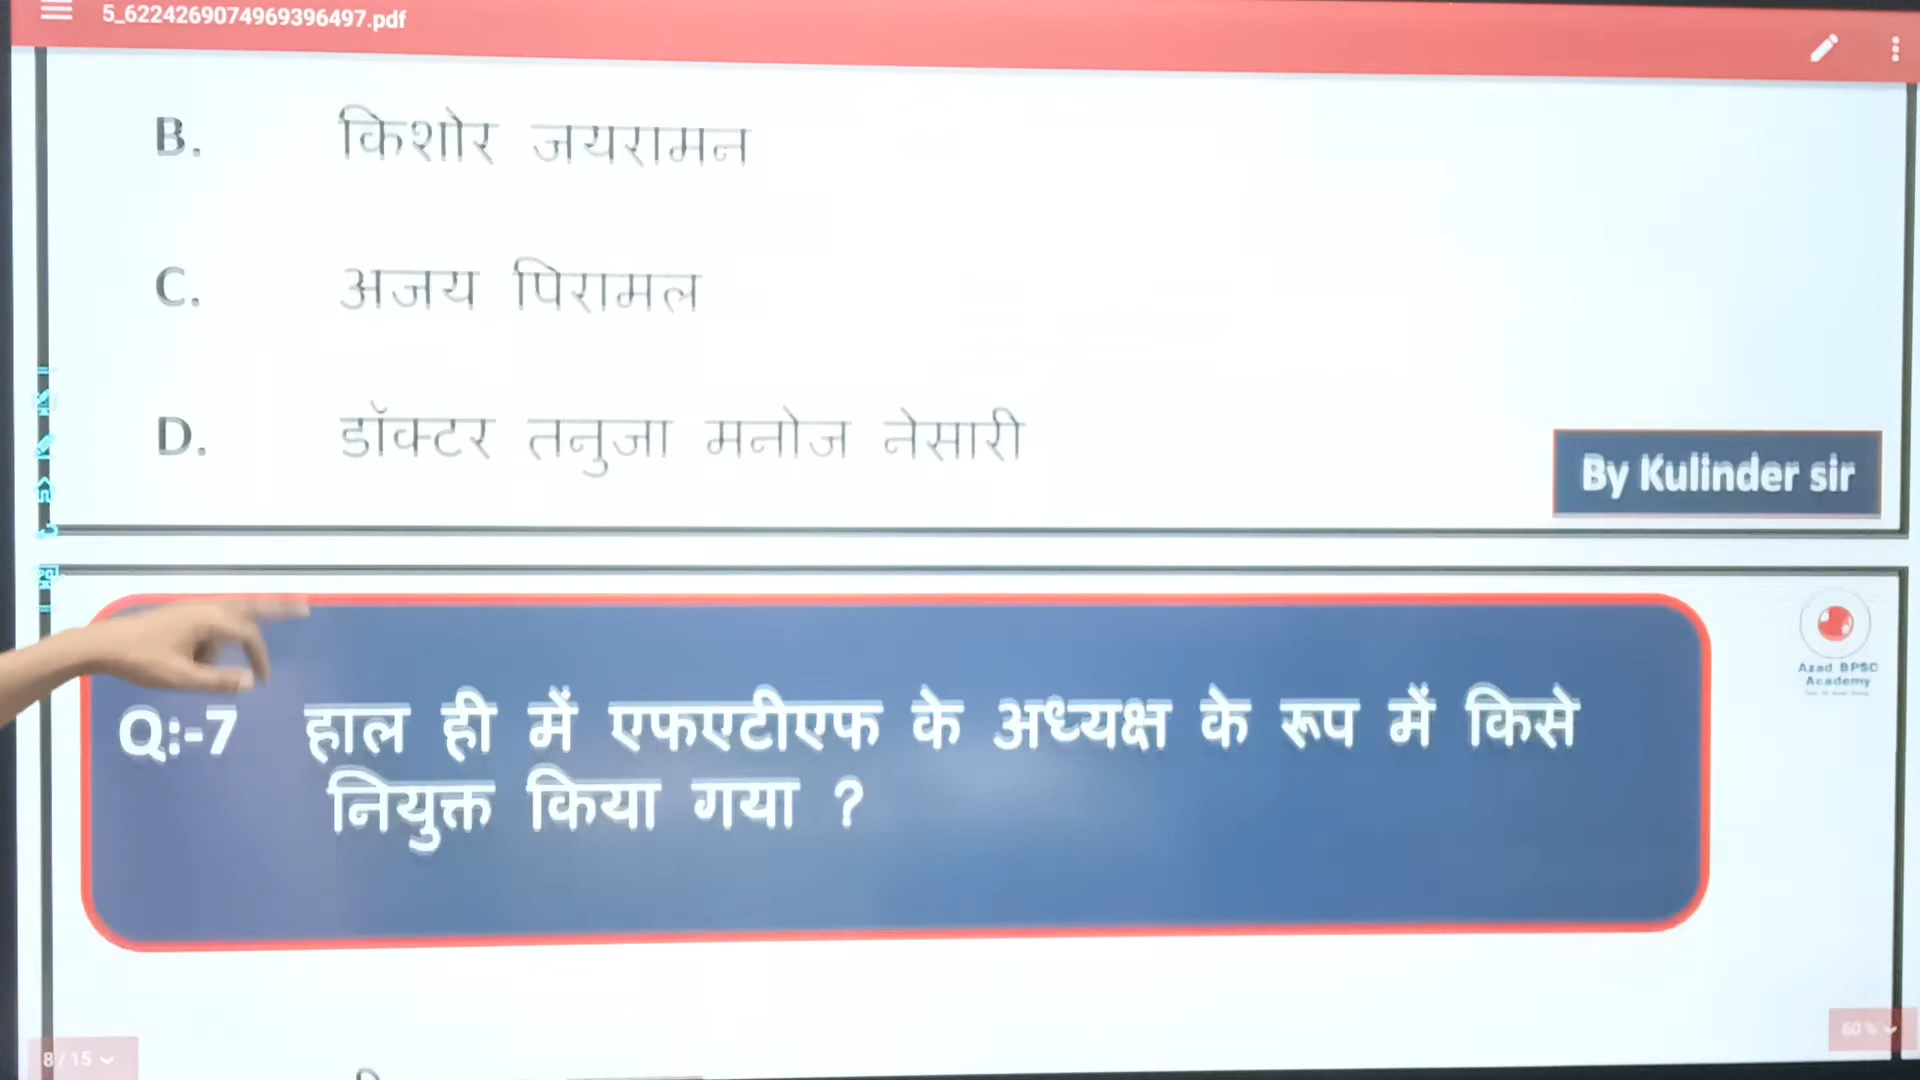 5_6224269074969396497.pdf
B. किशोर जयरामन
C. अजय पिरामल
D. डॉक्टर तनुजा मनोज नेसारी
By Kulinder sir
Azad BPSC
Academy
Q:-7 हाल ही में एफएटीएफ के अध्यक्ष के रूप में किसे
नियुक्त किया गया ?
60%
8/15